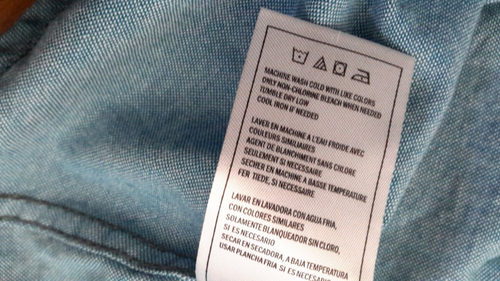 MACHINE WASH COLD WITH LIKE COLORS
ONLY NON-CHLORINE BLEACH WHEN NEEDED
TUMBLE DRY LOW
COOL IRON IF NEEDED
LAVER EN MACHINE A L'EAU FROIDE AVEC
COULEURS SIMILIAIRES
AGENT DE BLANCHIMENT SANS CHLORE
SEULEMENT SI NECESSAIRE
SECHER EN MACHINE A BASSE TEMPERATURE
FER TIEDE, SI NECESSAIRE
LAVAR EN LAVADORA CON AGUA FRIA,
CON COLORES SIMILARES
SOLAMENTE BLANQUEADOR SIN CLORO,
SI ES NECESARIO
SECAR EN SECADORA, A BAJA TEMPERATURA
USAR PLANCHA FRIA SI ES NECESARIO